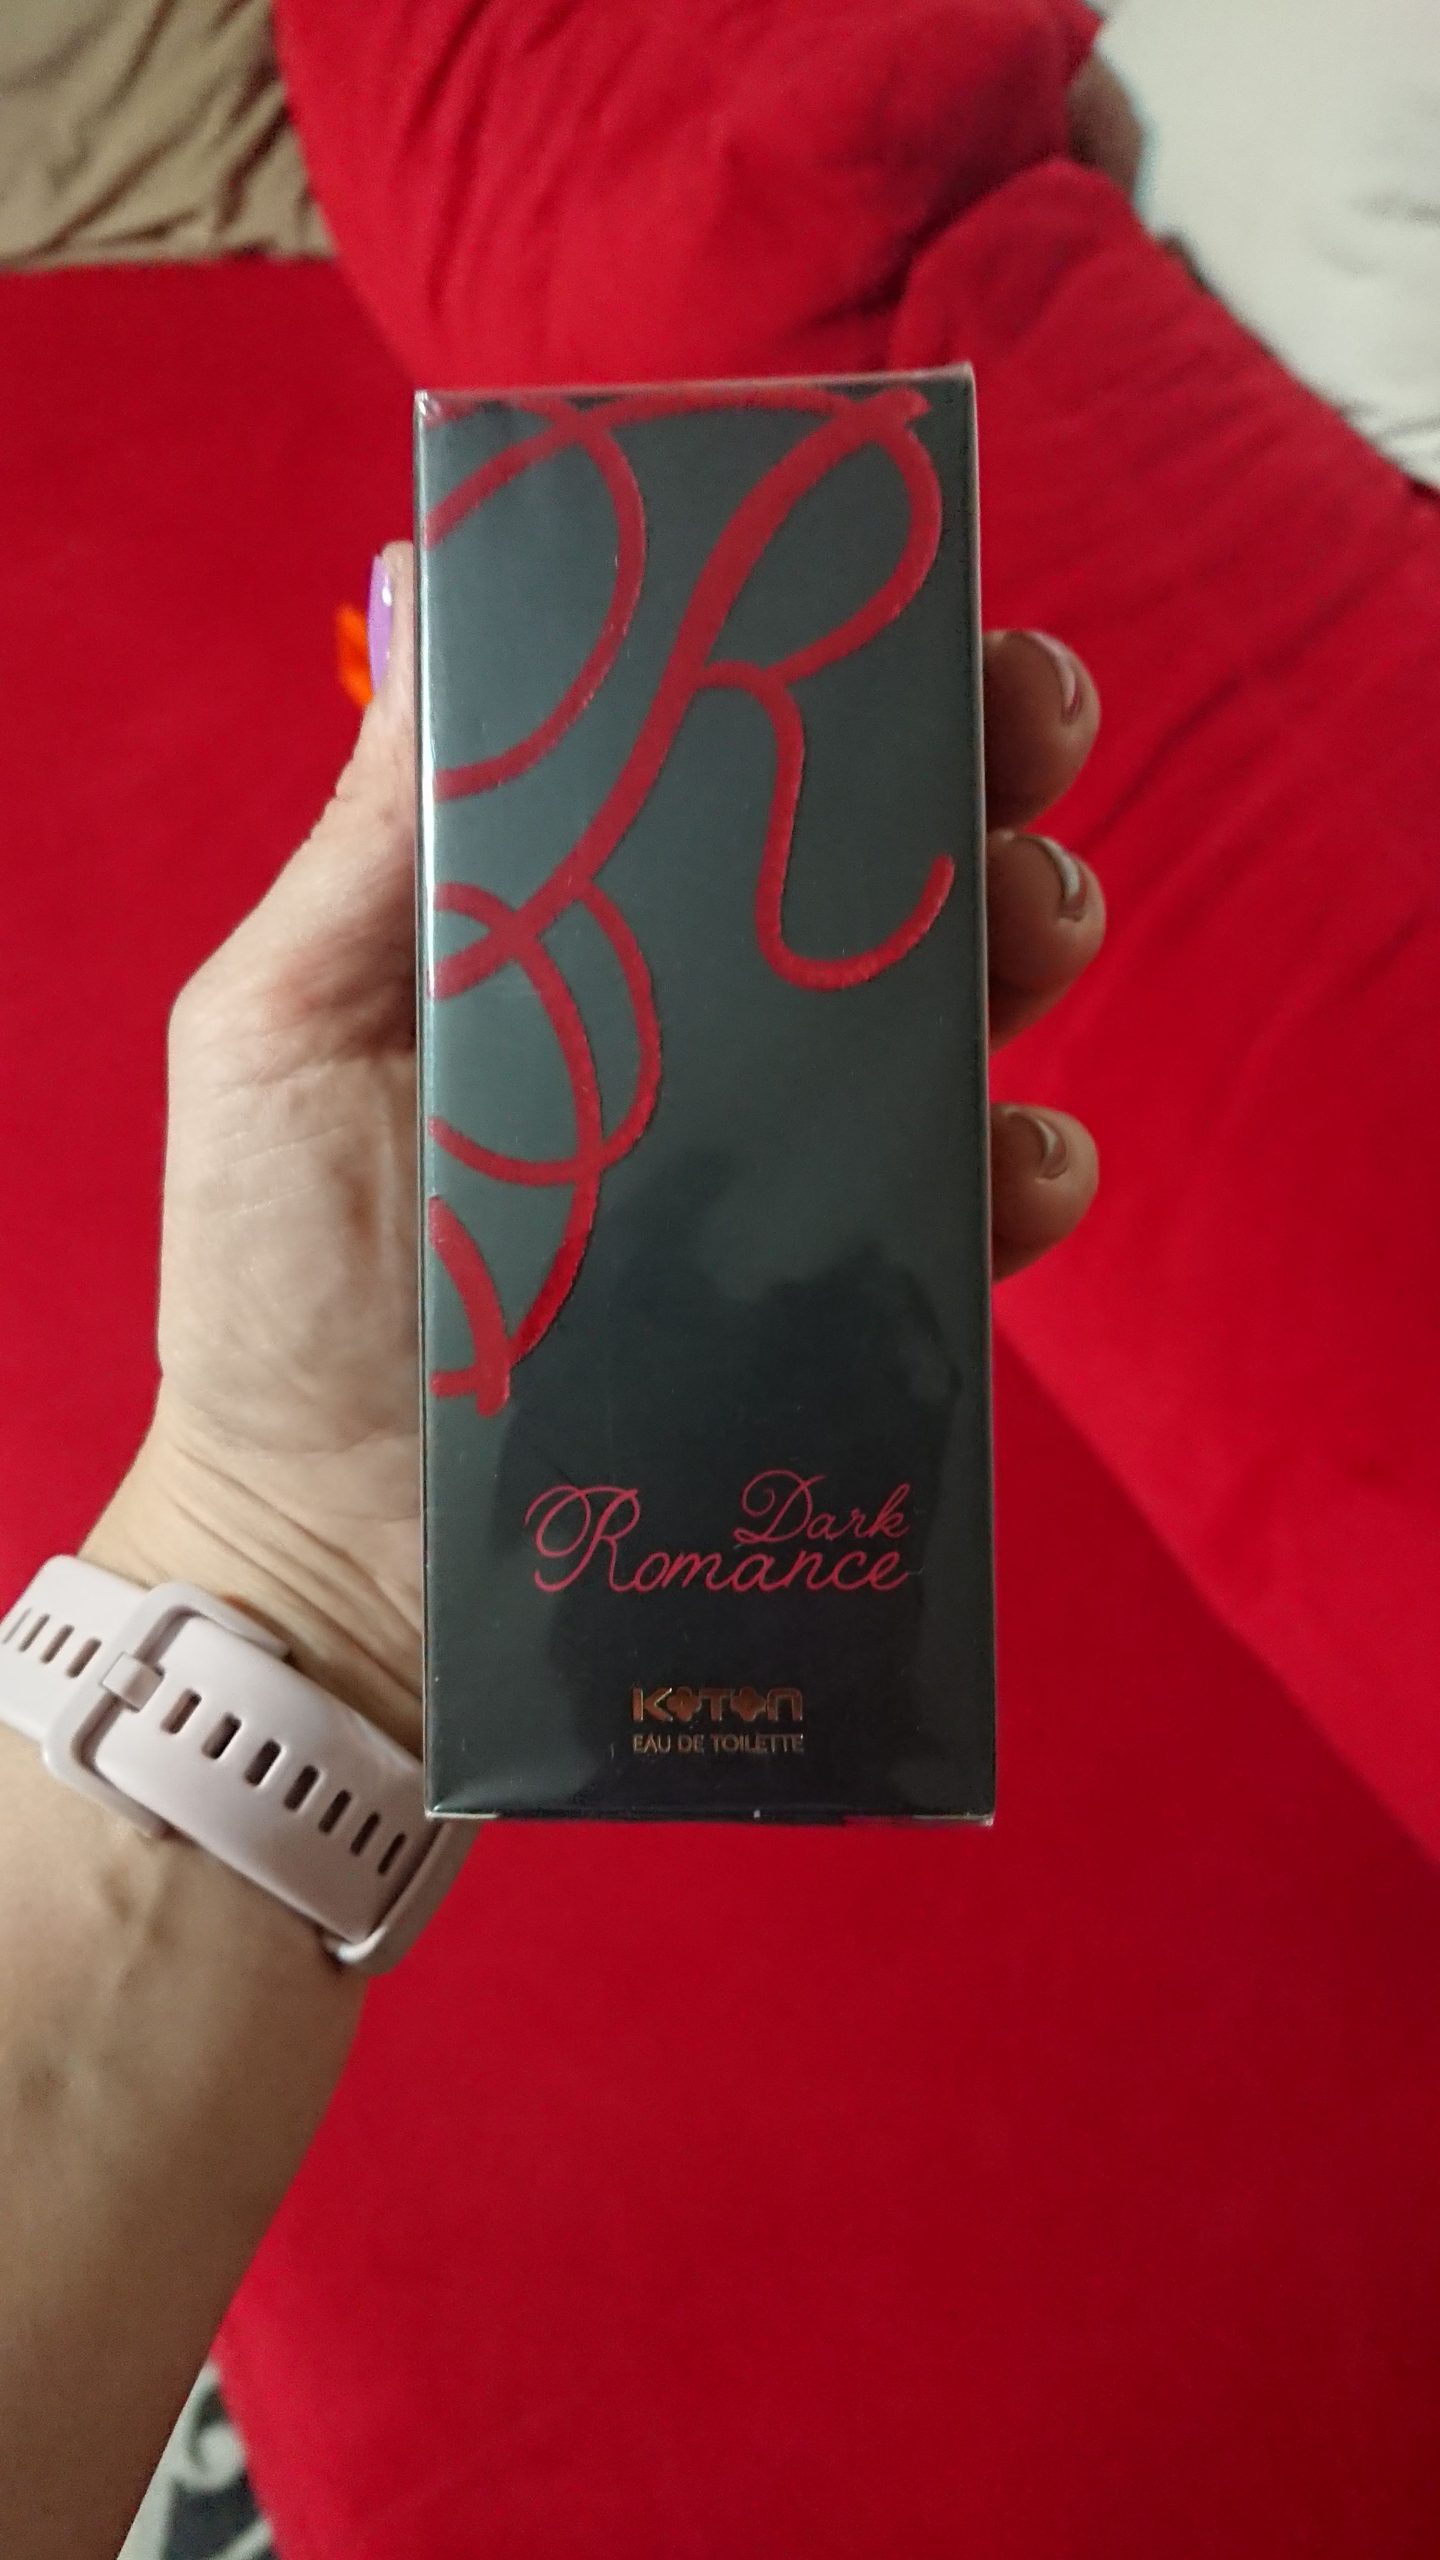 Dark
Romance
KOTON
EAU DE TOILETTE